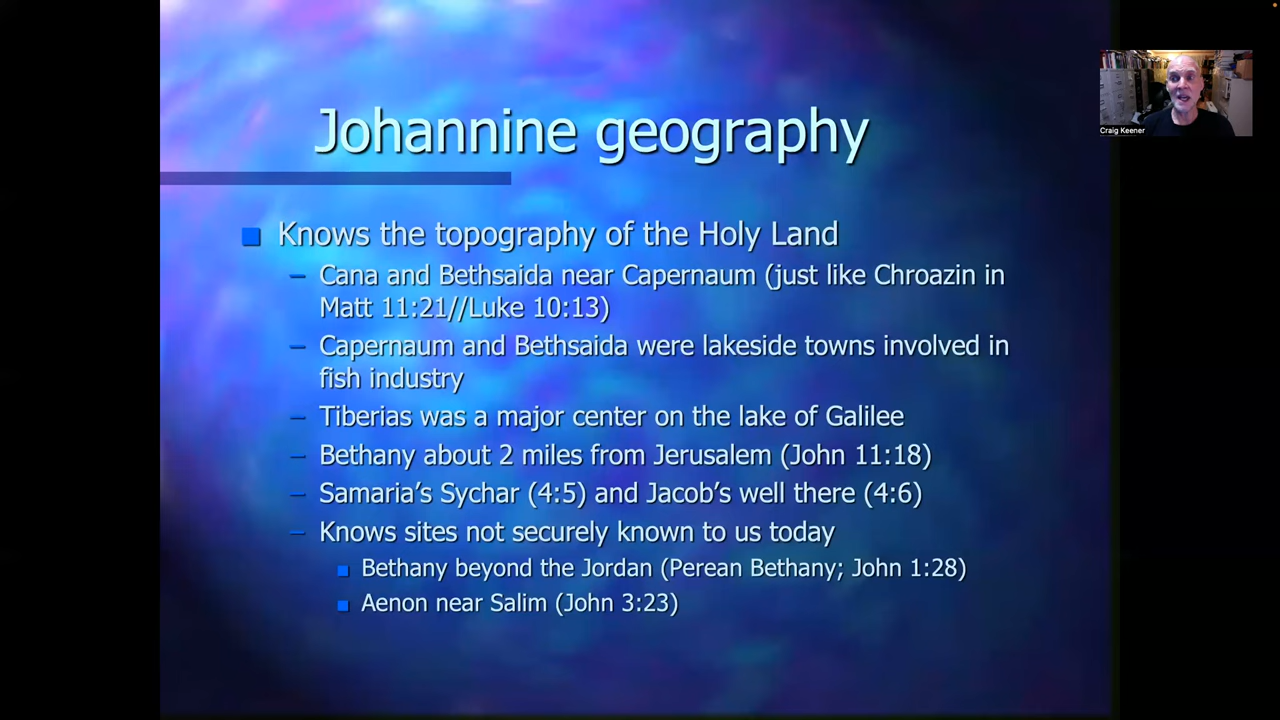 Johannine geography
Knows the topography of the Holy Land
– Cana and Bethsaida near Capernaum (just like Chroazin in
Matt 11:21//Luke 10:13)
– Capernaum and Bethsaida were lakeside towns involved in
fish industry
– Tiberias was a major center on the lake of Galilee
– Bethany about 2 miles from Jerusalem (John 11:18)
– Samaria’s Sychar (4:5) and Jacob’s well there (4:6)
– Knows sites not securely known to us today
Bethany beyond the Jordan (Perean Bethany; John 1:28)
Aenon near Salim (John 3:23)
Craig Keener